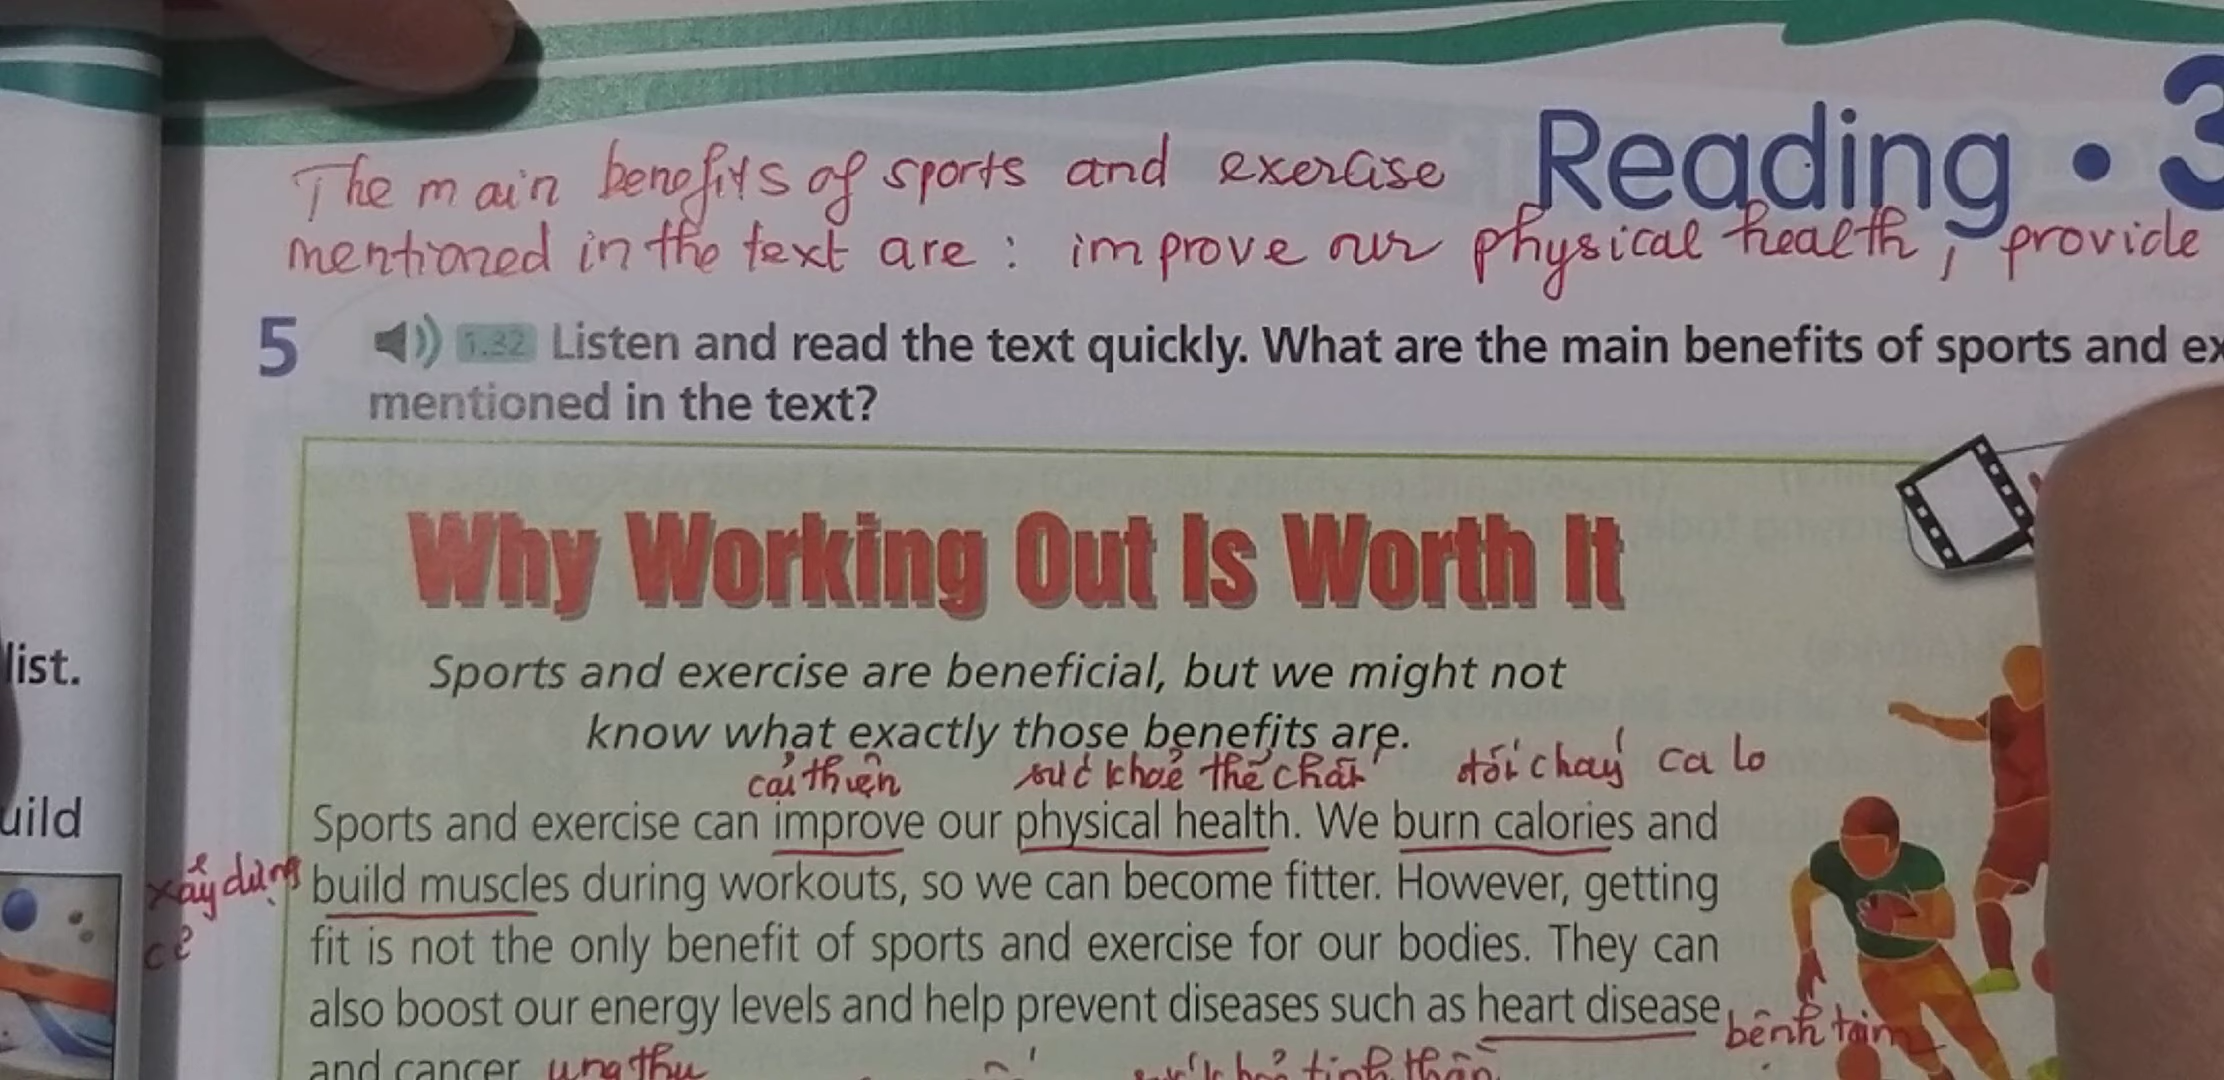 Reading • 3
The main benefits of sports and exercise
mentioned in the text are : improve our physical health, provide
5 1.32 Listen and read the text quickly. What are the main benefits of sports and ex
mentioned in the text?
Why Working Out Is Worth It
Sports and exercise are beneficial, but we might not
know what exactly those benefits are.
cải thiện sức khoẻ thể chất đốt cháy ca lo
Sports and exercise can improve our physical health. We burn calories and
xây dựng
build muscles during workouts, so we can become fitter. However, getting
fit is not the only benefit of sports and exercise for our bodies. They can
also boost our energy levels and help prevent diseases such as heart disease
bệnh tim
and cancer ung thư
list.
uild